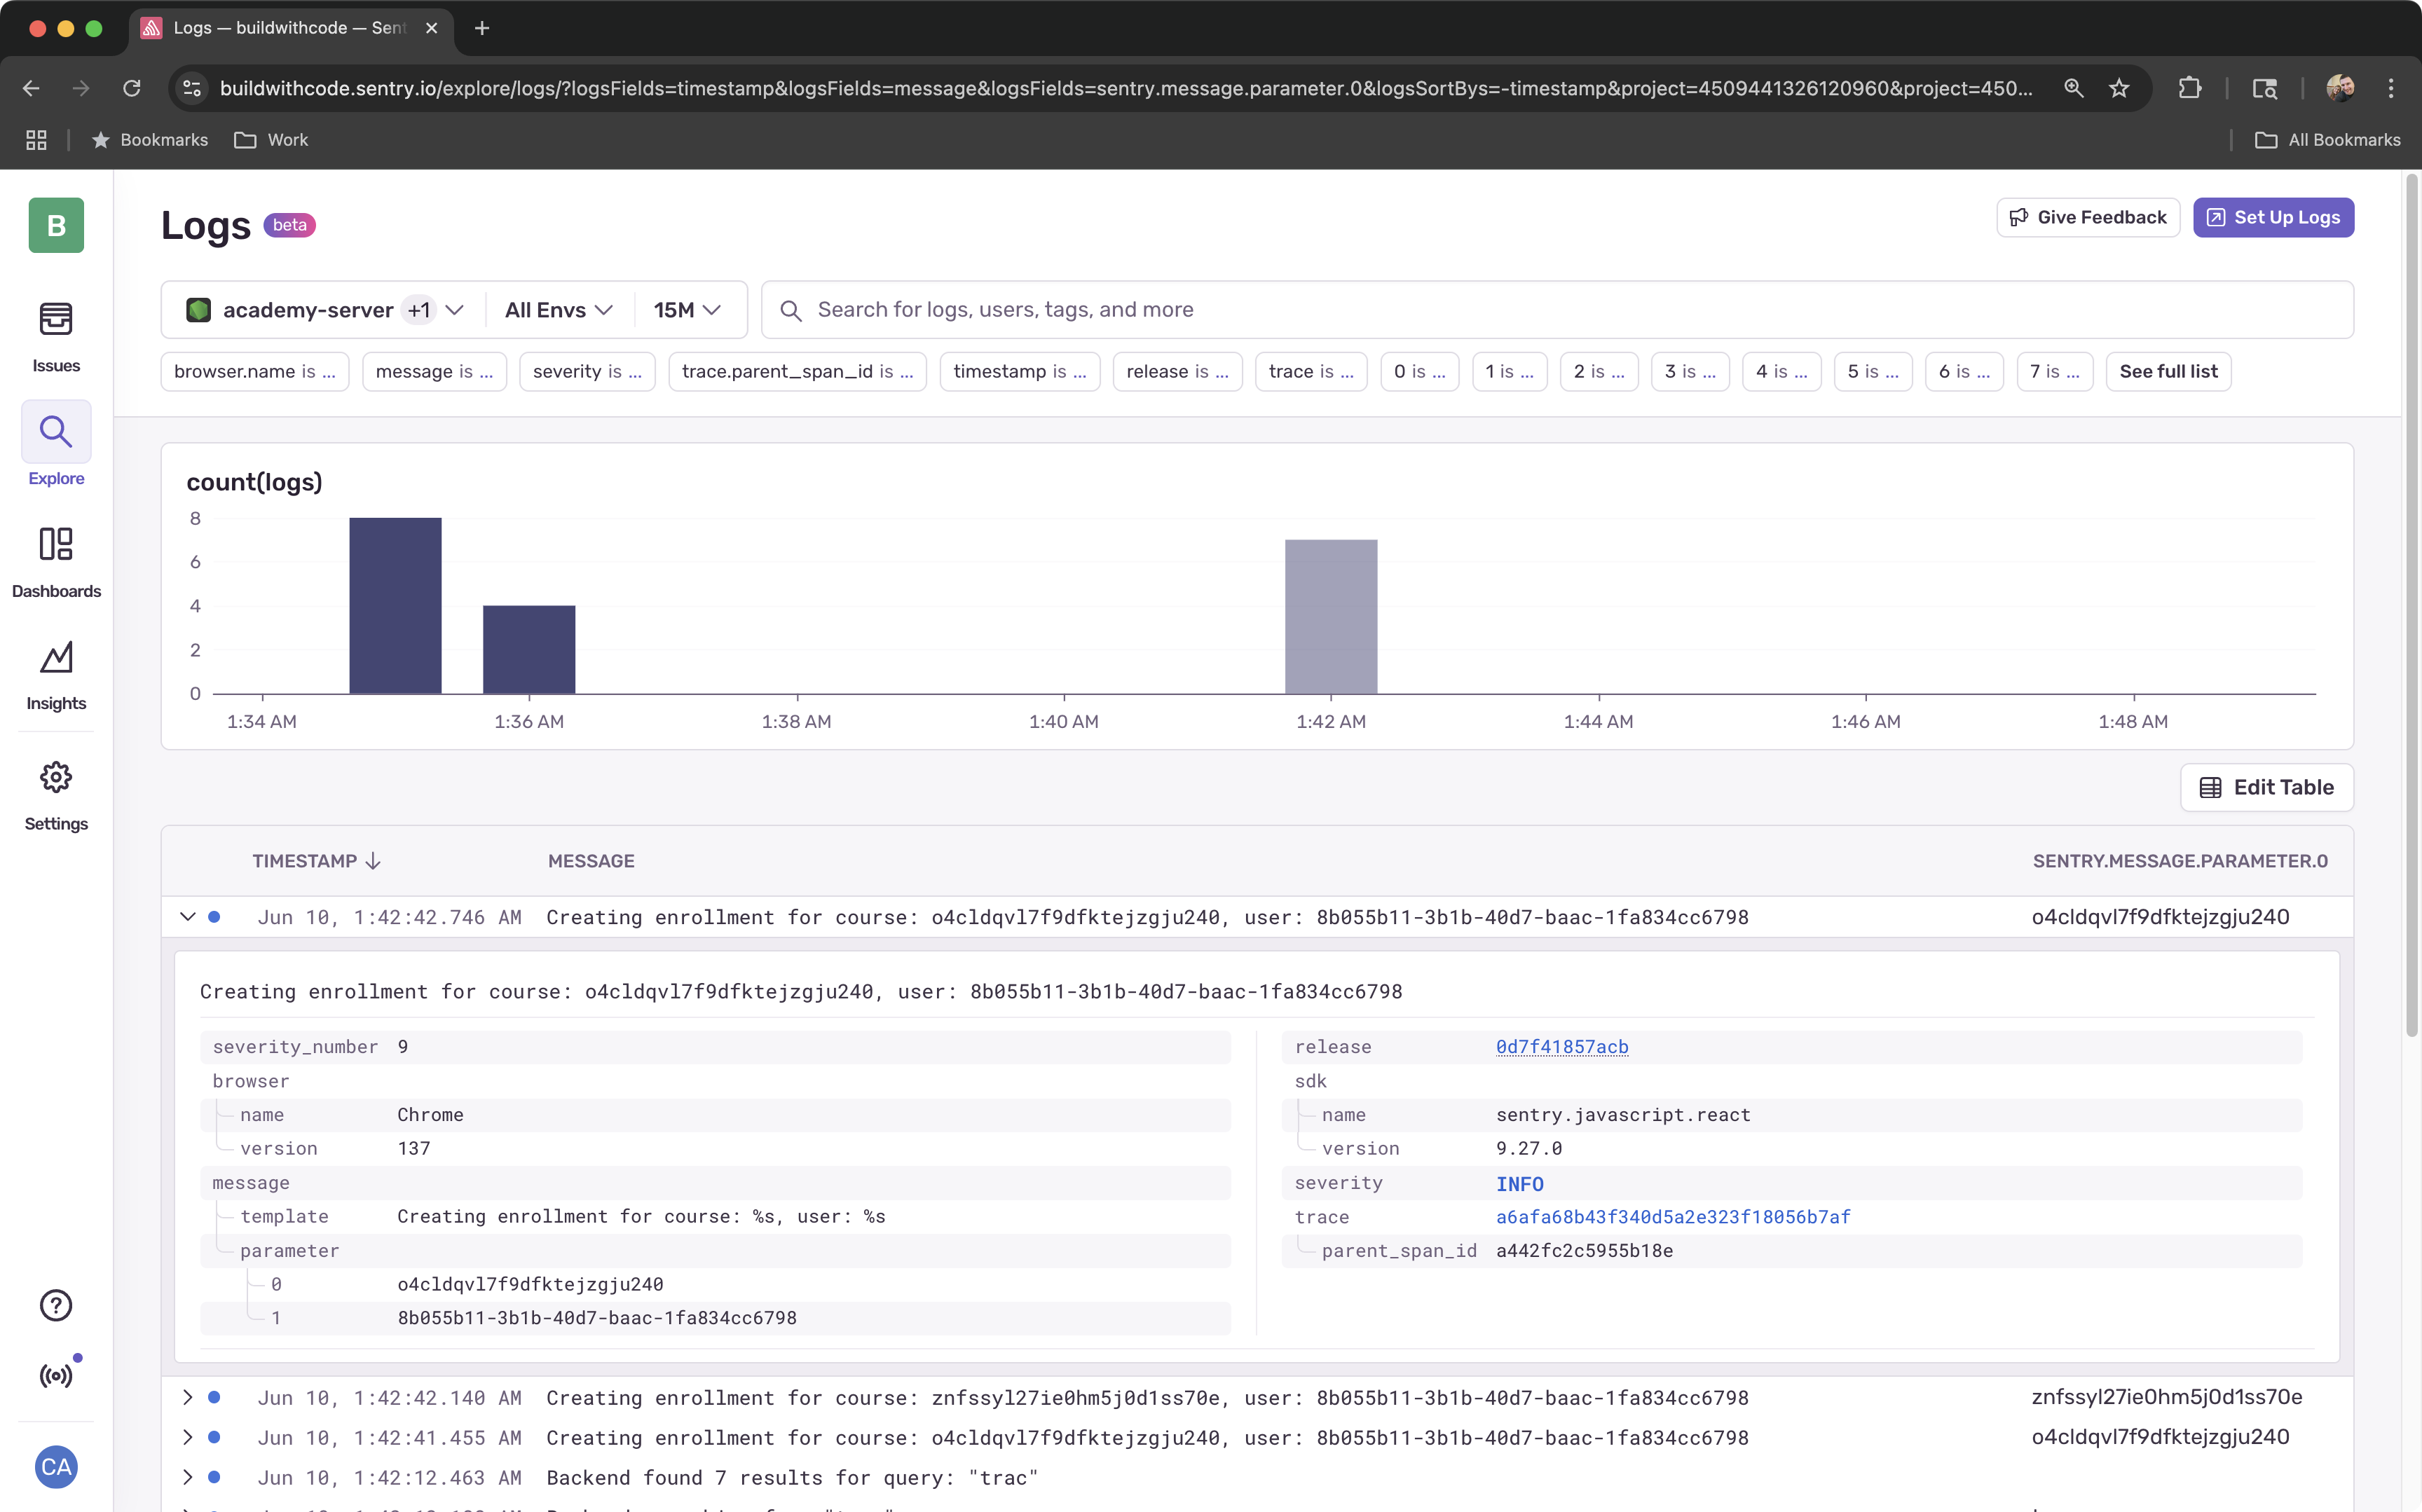 Logs — buildwithcode — Sent
buildwithcode.sentry.io/explore/logs/?logsFields=timestamp&logsFields=message&logsFields=sentry.message.parameter.0&logsSortBys=-timestamp&project=4509441326120960&project=450...
Bookmarks Work All Bookmarks
B
Logs beta Give Feedback Set Up Logs
Issues
Explore
Dashboards
Insights
Settings
CA
academy-server +1 All Envs 15M Search for logs, users, tags, and more
browser.name is ... message is ... severity is ... trace.parent_span_id is ... timestamp is ... release is ... trace is ... 0 is ... 1 is ... 2 is ... 3 is ... 4 is ... 5 is ... 6 is ... 7 is ... See full list
count(logs)
8
6
4
2
0
1:34 AM 1:36 AM 1:38 AM 1:40 AM 1:42 AM 1:44 AM 1:46 AM 1:48 AM
Edit Table
TIMESTAMP MESSAGE SENTRY.MESSAGE.PARAMETER.0
Jun 10, 1:42:42.746 AM Creating enrollment for course: o4cldqvl7f9dfktejzgju240, user: 8b055b11-3b1b-40d7-baac-1fa834cc6798 o4cldqvl7f9dfktejzgju240
Creating enrollment for course: o4cldqvl7f9dfktejzgju240, user: 8b055b11-3b1b-40d7-baac-1fa834cc6798
severity_number 9
browser
name Chrome
version 137
message
template Creating enrollment for course: %s, user: %s
parameter
0 o4cldqvl7f9dfktejzgju240
1 8b055b11-3b1b-40d7-baac-1fa834cc6798
release 0d7f41857acb
sdk
name sentry.javascript.react
version 9.27.0
severity INFO
trace a6afa68b43f340d5a2e323f18056b7af
parent_span_id a442fc2c5955b18e
Jun 10, 1:42:42.140 AM Creating enrollment for course: znfssyl27ie0hm5j0d1ss70e, user: 8b055b11-3b1b-40d7-baac-1fa834cc6798 znfssyl27ie0hm5j0d1ss70e
Jun 10, 1:42:41.455 AM Creating enrollment for course: o4cldqvl7f9dfktejzgju240, user: 8b055b11-3b1b-40d7-baac-1fa834cc6798 o4cldqvl7f9dfktejzgju240
Jun 10, 1:42:12.463 AM Backend found 7 results for query: "trac"